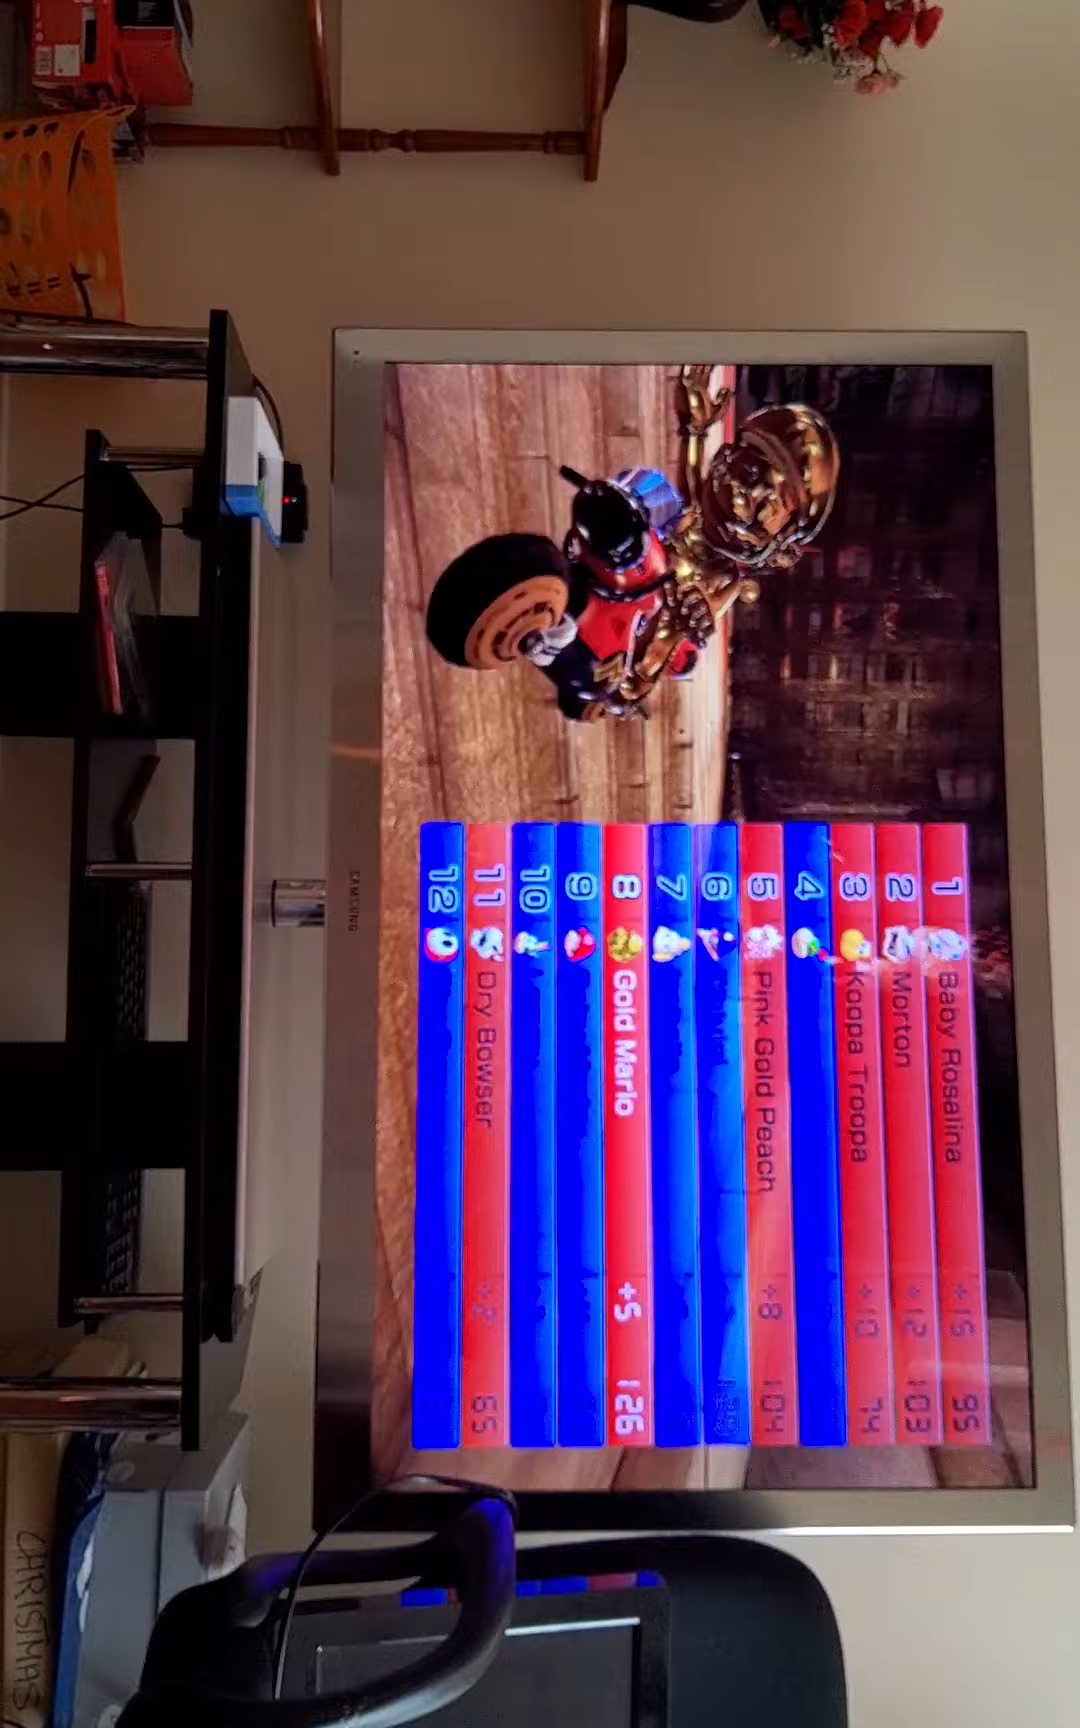 1 Baby Rosalina +15 95
2 Morton +12 103
3 Koopa Troopa +10 74
4
5 Pink Gold Peach +8 104
6
7
8 Gold Mario +5 126
9
10
11 Dry Bowser +2 65
12
SAMSUNG
CHRISTMAS